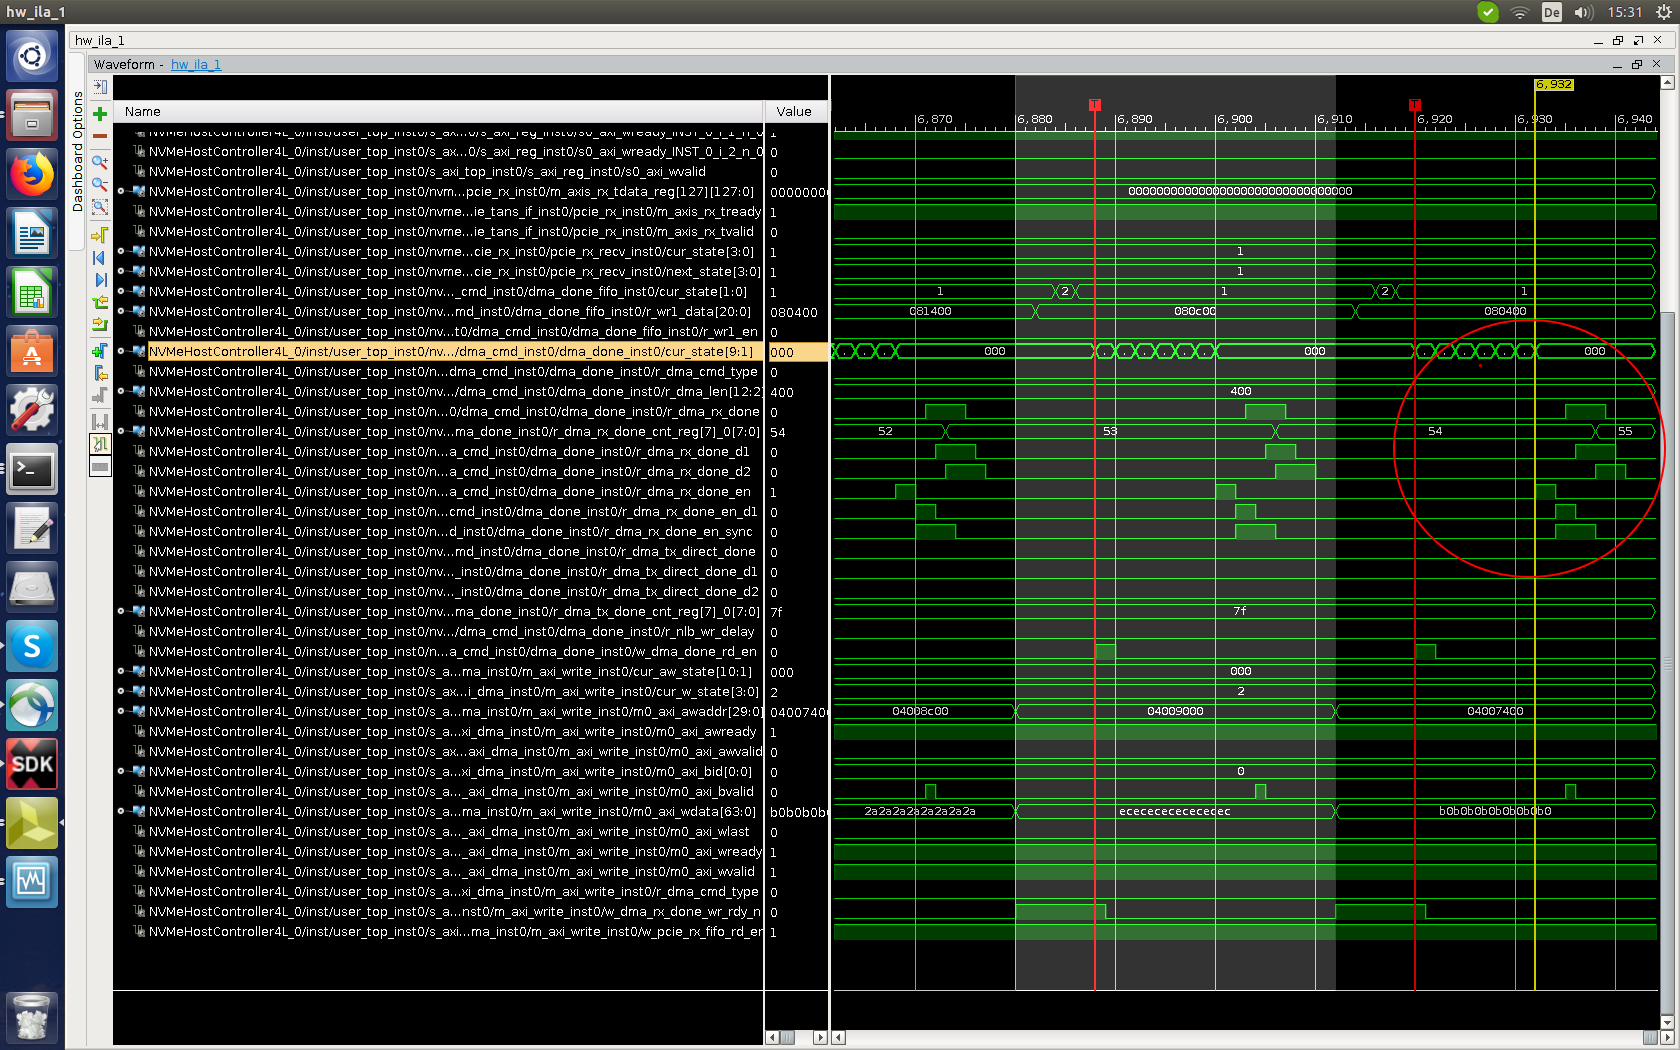 hw_ila_1
De
15:31
hw_ila_1
Waveform - hw_ila_1
Dashboard Options
6,932
Name Value
T T
6,870 6,880 6,890 6,900 6,910 6,920 6,930 6,940
NVMeHostController4L_0/inst/user_top_inst0/s_ax...0/s_axi_reg_inst0/s0_axi_wready_INST_0_i_1_n_0 1
NVMeHostController4L_0/inst/user_top_inst0/s_ax...0/s_axi_reg_inst0/s0_axi_wready_INST_0_i_2_n_0 0
NVMeHostController4L_0/inst/user_top_inst0/s_axi_top_inst0/s_axi_reg_inst0/s0_axi_wvalid 0
NVMeHostController4L_0/inst/user_top_inst0/nvm...pcie_rx_inst0/m_axis_rx_tdata_reg[127][127:0] 00000000 00000000000000000000000000000000
NVMeHostController4L_0/inst/user_top_inst0/nvme...ie_tans_if_inst0/pcie_rx_inst0/m_axis_rx_tready 1
NVMeHostController4L_0/inst/user_top_inst0/nvme...ie_tans_if_inst0/pcie_rx_inst0/m_axis_rx_tvalid 0
NVMeHostController4L_0/inst/user_top_inst0/nvme...cie_rx_inst0/pcie_rx_recv_inst0/cur_state[3:0] 1 1
NVMeHostController4L_0/inst/user_top_inst0/nvme...cie_rx_inst0/pcie_rx_recv_inst0/next_state[3:0] 1 1
NVMeHostController4L_0/inst/user_top_inst0/nv..._cmd_inst0/dma_done_fifo_inst0/cur_state[1:0] 1 1 2 1 2 1
NVMeHostController4L_0/inst/user_top_inst0/nv...md_inst0/dma_done_fifo_inst0/r_wr1_data[20:0] 080400 081400 080c00 080400
NVMeHostController4L_0/inst/user_top_inst0/nv...t0/dma_cmd_inst0/dma_done_fifo_inst0/r_wr1_en 0
NVMeHostController4L_0/inst/user_top_inst0/nv.../dma_cmd_inst0/dma_done_inst0/cur_state[9:1] 000 000 000 000
NVMeHostController4L_0/inst/user_top_inst0/n...dma_cmd_inst0/dma_done_inst0/r_dma_cmd_type 0
NVMeHostController4L_0/inst/user_top_inst0/nv.../dma_cmd_inst0/dma_done_inst0/r_dma_len[12:2] 400 400
NVMeHostController4L_0/inst/user_top_inst0/n...0/dma_cmd_inst0/dma_done_inst0/r_dma_rx_done 0
NVMeHostController4L_0/inst/user_top_inst0/nv...ma_done_inst0/r_dma_rx_done_cnt_reg[7]_0[7:0] 54 52 53 54 55
NVMeHostController4L_0/inst/user_top_inst0/n...a_cmd_inst0/dma_done_inst0/r_dma_rx_done_d1 0
NVMeHostController4L_0/inst/user_top_inst0/n...a_cmd_inst0/dma_done_inst0/r_dma_rx_done_d2 0
NVMeHostController4L_0/inst/user_top_inst0/n...a_cmd_inst0/dma_done_inst0/r_dma_rx_done_en 1
NVMeHostController4L_0/inst/user_top_inst0/n...cmd_inst0/dma_done_inst0/r_dma_rx_done_en_d1 0
NVMeHostController4L_0/inst/user_top_inst0/n...d_inst0/dma_done_inst0/r_dma_rx_done_en_sync 0
NVMeHostController4L_0/inst/user_top_inst0/nv...md_inst0/dma_done_inst0/r_dma_tx_direct_done 0
NVMeHostController4L_0/inst/user_top_inst0/nv..._inst0/dma_done_inst0/r_dma_tx_direct_done_d1 0
NVMeHostController4L_0/inst/user_top_inst0/nv..._inst0/dma_done_inst0/r_dma_tx_direct_done_d2 0
NVMeHostController4L_0/inst/user_top_inst0/nv...ma_done_inst0/r_dma_tx_done_cnt_reg[7]_0[7:0] 7f 7f
NVMeHostController4L_0/inst/user_top_inst0/nv.../dma_cmd_inst0/dma_done_inst0/r_nlb_wr_delay 0
NVMeHostController4L_0/inst/user_top_inst0/n...a_cmd_inst0/dma_done_inst0/w_dma_done_rd_en 0
NVMeHostController4L_0/inst/user_top_inst0/s_a...ma_inst0/m_axi_write_inst0/cur_aw_state[10:1] 000 000
NVMeHostController4L_0/inst/user_top_inst0/s_ax...i_dma_inst0/m_axi_write_inst0/cur_w_state[3:0] 2 2
NVMeHostController4L_0/inst/user_top_inst0/s_a...ma_inst0/m_axi_write_inst0/m0_axi_awaddr[29:0] 04007400 04008c00 04009000 04007400
NVMeHostController4L_0/inst/user_top_inst0/s_a...xi_dma_inst0/m_axi_write_inst0/m0_axi_awready 1
NVMeHostController4L_0/inst/user_top_inst0/s_ax...axi_dma_inst0/m_axi_write_inst0/m0_axi_awvalid 0
NVMeHostController4L_0/inst/user_top_inst0/s_a...xi_dma_inst0/m_axi_write_inst0/m0_axi_bid[0:0] 0 0
NVMeHostController4L_0/inst/user_top_inst0/s_a..._axi_dma_inst0/m_axi_write_inst0/m0_axi_bvalid 0
NVMeHostController4L_0/inst/user_top_inst0/s_a...ma_inst0/m_axi_write_inst0/m0_axi_wdata[63:0] b0b0b0b 2a2a2a2a2a2a2a2a ecececececececec b0b0b0b0b0b0b0b0
NVMeHostController4L_0/inst/user_top_inst0/s_a..._axi_dma_inst0/m_axi_write_inst0/m0_axi_wlast 0
NVMeHostController4L_0/inst/user_top_inst0/s_a..._axi_dma_inst0/m_axi_write_inst0/m0_axi_wready 1
NVMeHostController4L_0/inst/user_top_inst0/s_a..._axi_dma_inst0/m_axi_write_inst0/m0_axi_wvalid 1
NVMeHostController4L_0/inst/user_top_inst0/s_a...xi_dma_inst0/m_axi_write_inst0/r_dma_cmd_type 0
NVMeHostController4L_0/inst/user_top_inst0/s_a...nst0/m_axi_write_inst0/w_dma_rx_done_wr_rdy_n 0
NVMeHostController4L_0/inst/user_top_inst0/s_axi...ma_inst0/m_axi_write_inst0/w_pcie_rx_fifo_rd_en 1
SDK